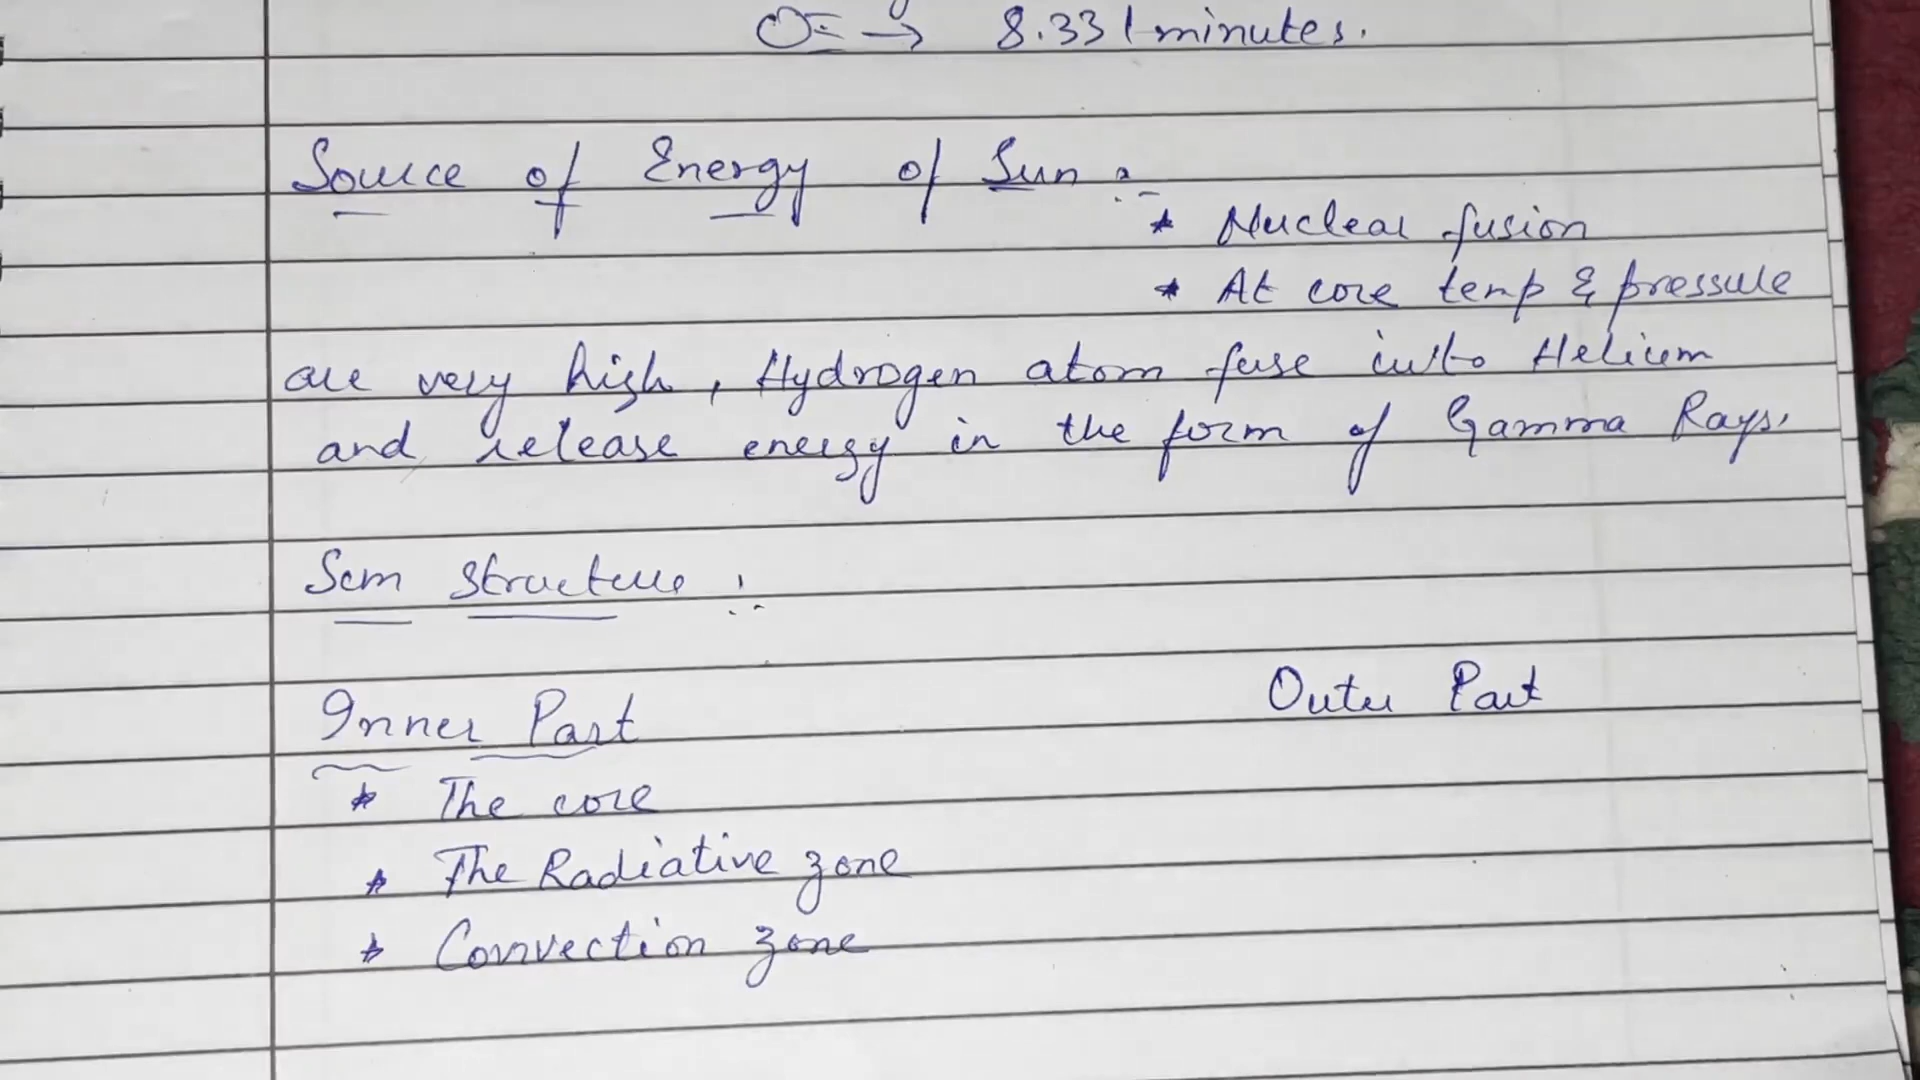 → 8.331 minutes.
Source of Energy of Sun :-
* Nuclear fusion
* At core temp & pressure
are very high, Hydrogen atom fuse into Helium
and release energy in the form of Gamma Rays.
Sun structure :-
Inner Part
Outer Part
* The core
* The Radiative zone
* Convection zone